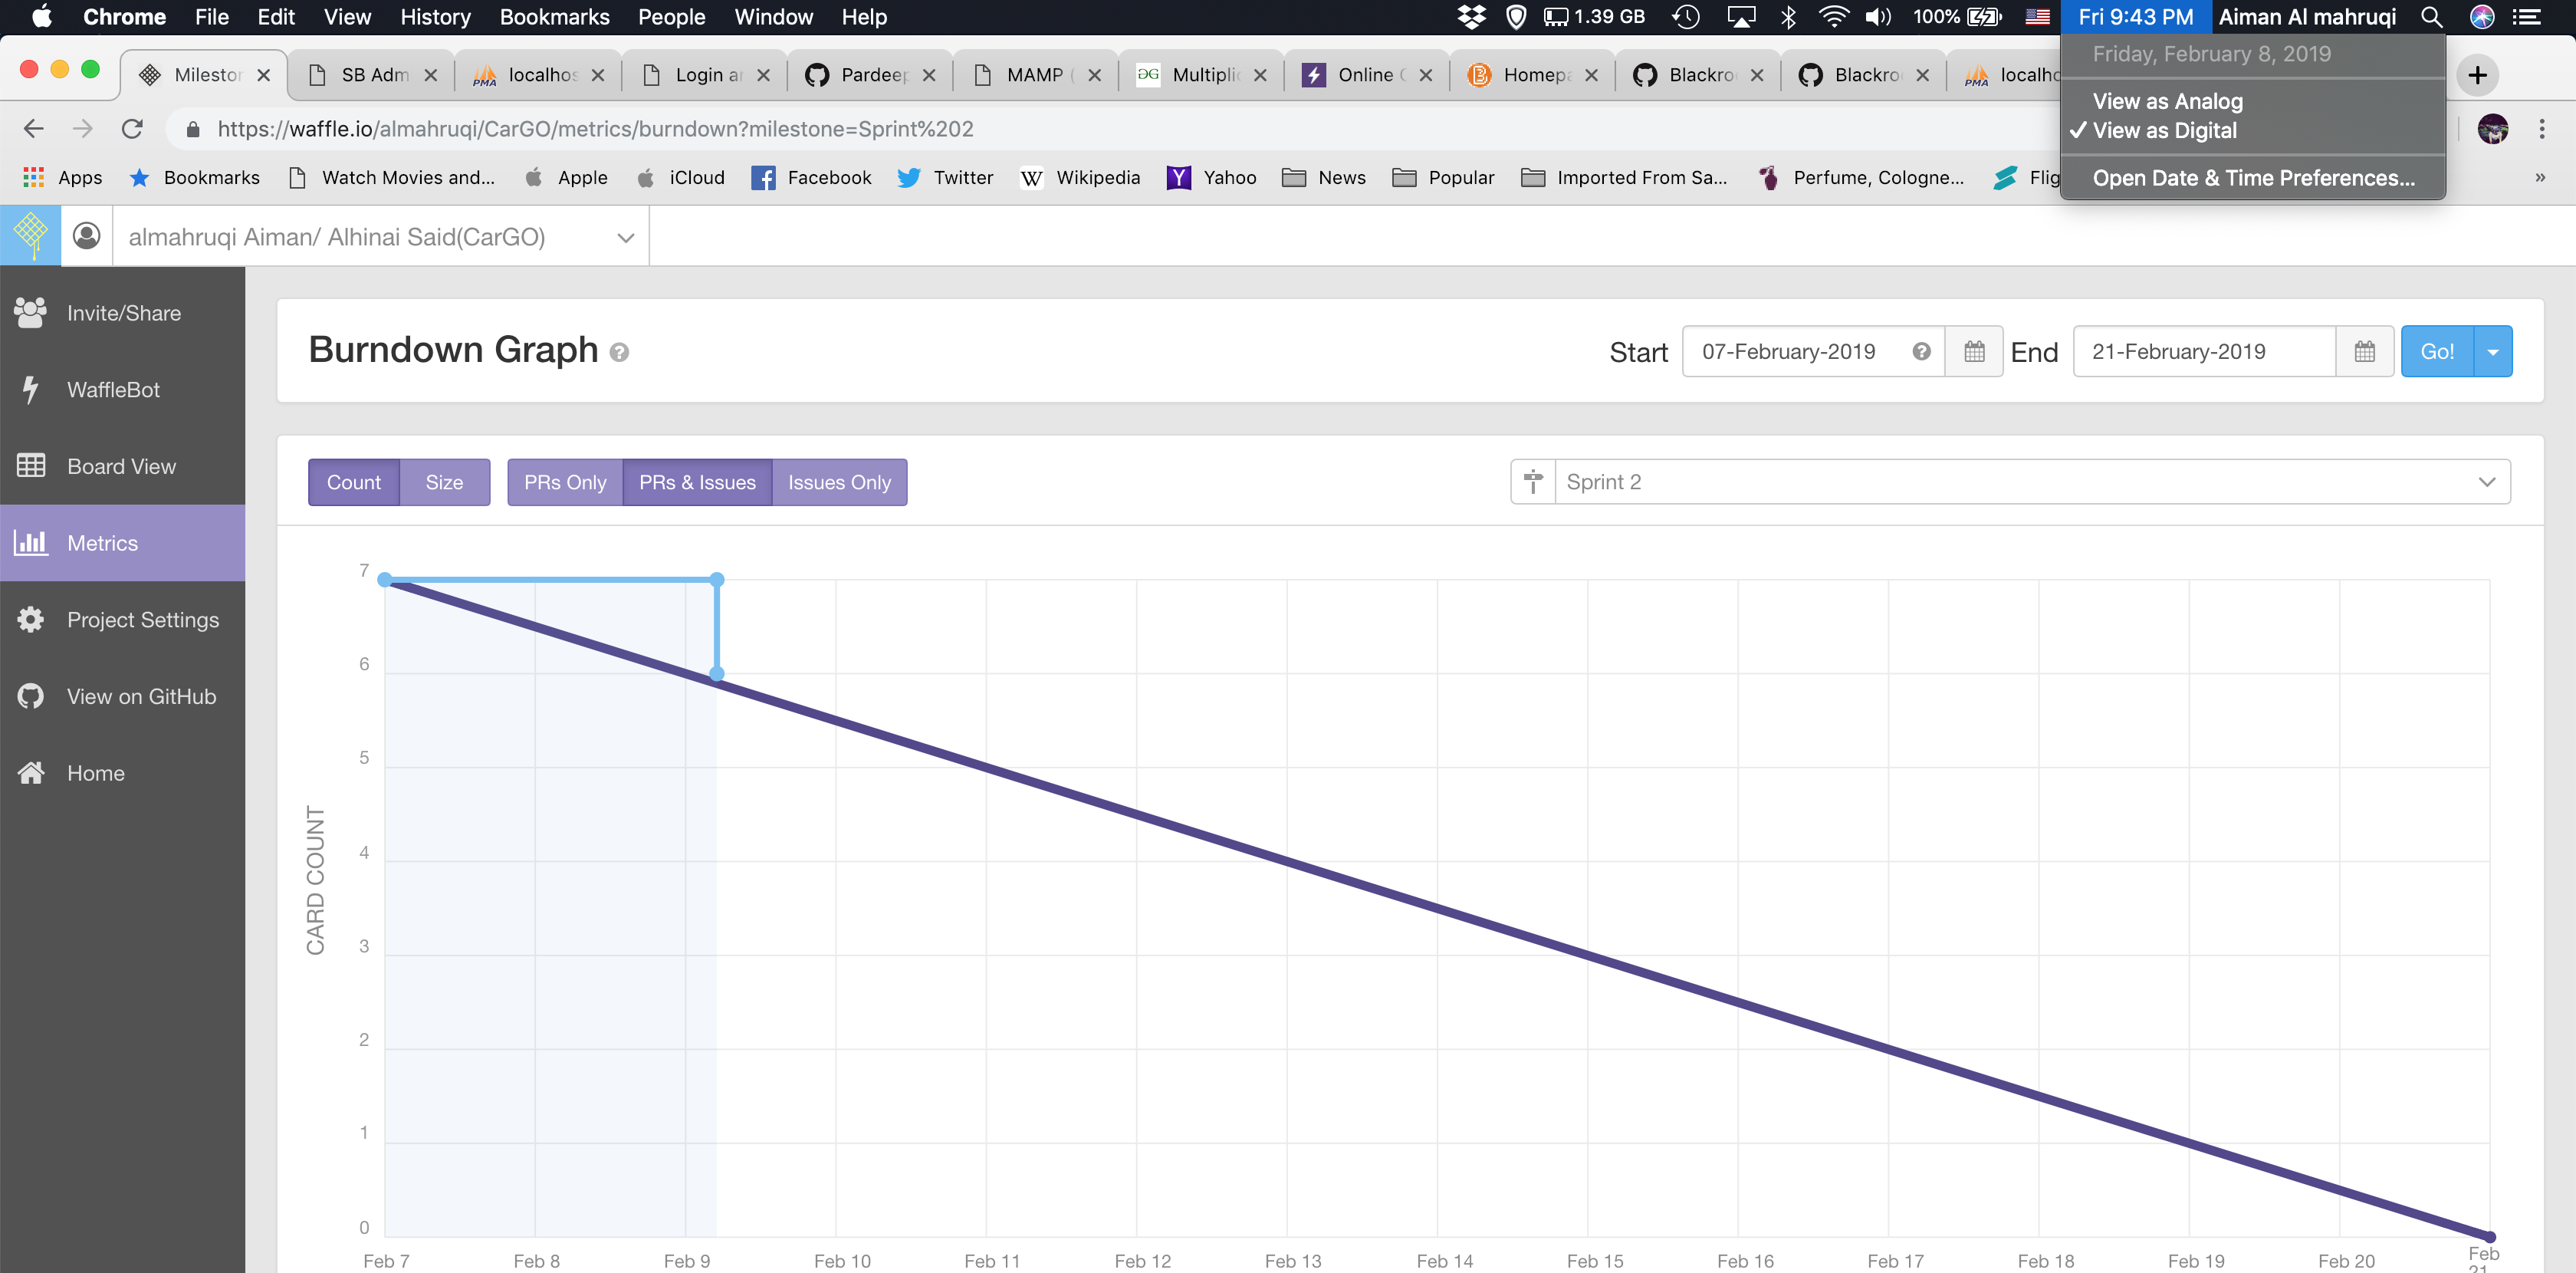 Chrome File Edit View History Bookmarks People Window Help 1.39 GB 100% Fri 9:43 PM Aiman Al mahruqi
Friday, February 8, 2019
View as Analog
✓ View as Digital
Open Date & Time Preferences...
Milestor SB Adm localhos Login a Pardeep MAMP ( Multipli Online Homepa Blackro Blackro localho
https://waffle.io/almahruqi/CarGO/metrics/burndown?milestone=Sprint%202
Apps Bookmarks Watch Movies and... Apple iCloud Facebook Twitter Wikipedia Yahoo News Popular Imported From Sa... Perfume, Cologne... Flig »
almahruqi Aiman/ Alhinai Said(CarGO)
Invite/Share
WaffleBot
Board View
Metrics
Project Settings
View on GitHub
Home
Burndown Graph
Start 07-February-2019 End 21-February-2019 Go!
Count Size PRs Only PRs & Issues Issues Only Sprint 2
CARD COUNT
7
6
5
4
3
2
1
0
Feb 7 Feb 8 Feb 9 Feb 10 Feb 11 Feb 12 Feb 13 Feb 14 Feb 15 Feb 16 Feb 17 Feb 18 Feb 19 Feb 20 Feb
21